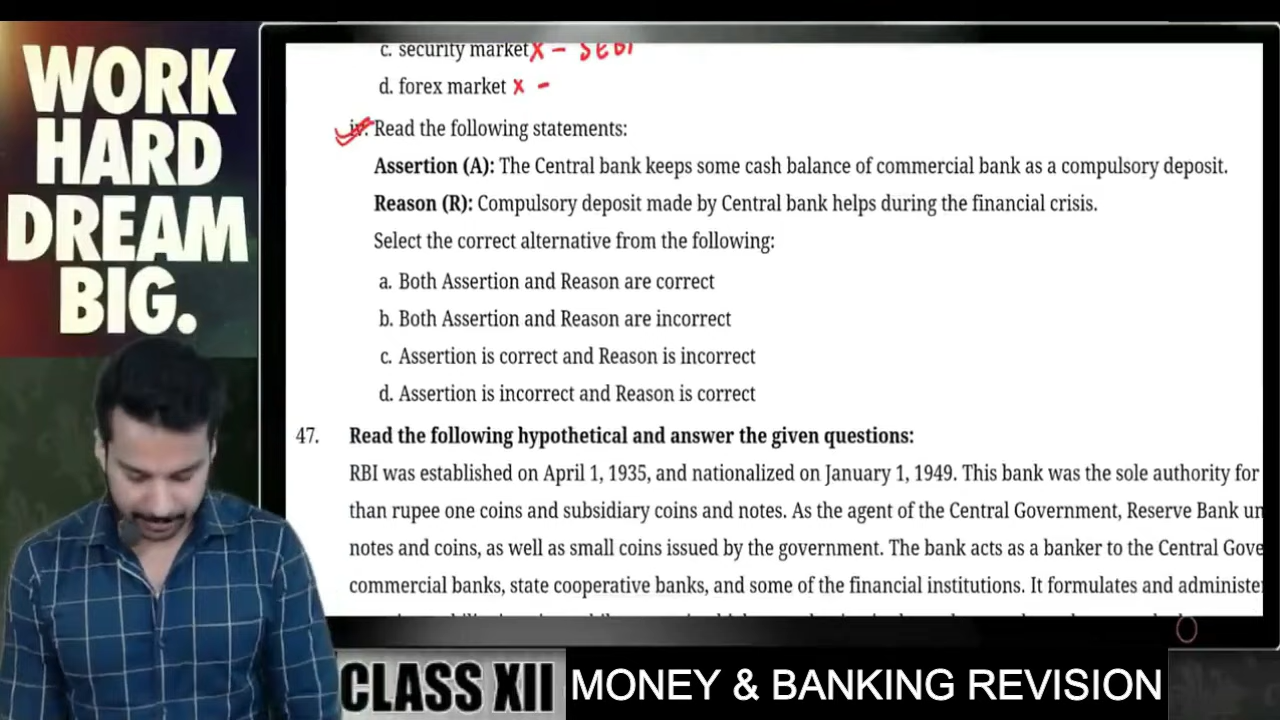 WORK
HARD
DREAM
BIG.
c. security market X - SEBI
d. forex market X -
iv. Read the following statements:
Assertion (A): The Central bank keeps some cash balance of commercial bank as a compulsory deposit.
Reason (R): Compulsory deposit made by Central bank helps during the financial crisis.
Select the correct alternative from the following:
a. Both Assertion and Reason are correct
b. Both Assertion and Reason are incorrect
c. Assertion is correct and Reason is incorrect
d. Assertion is incorrect and Reason is correct
47. Read the following hypothetical and answer the given questions:
RBI was established on April 1, 1935, and nationalized on January 1, 1949. This bank was the sole authority for
than rupee one coins and subsidiary coins and notes. As the agent of the Central Government, Reserve Bank un
notes and coins, as well as small coins issued by the government. The bank acts as a banker to the Central Gove
commercial banks, state cooperative banks, and some of the financial institutions. It formulates and administe
CLASS XII MONEY & BANKING REVISION